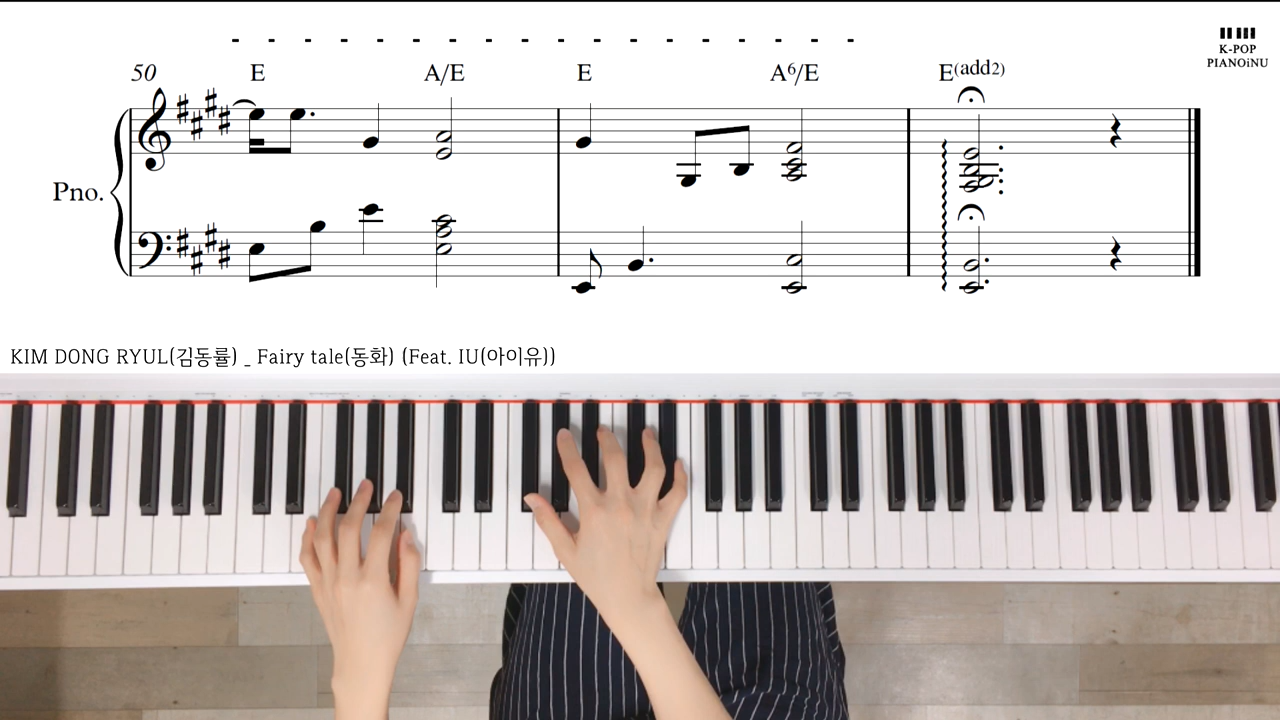 K-POP
PIANOiNU
50 E A/E E A6/E E(add2)
Pno.
KIM DONG RYUL(김동률) _ Fairy tale(동화) (Feat. IU(아이유))